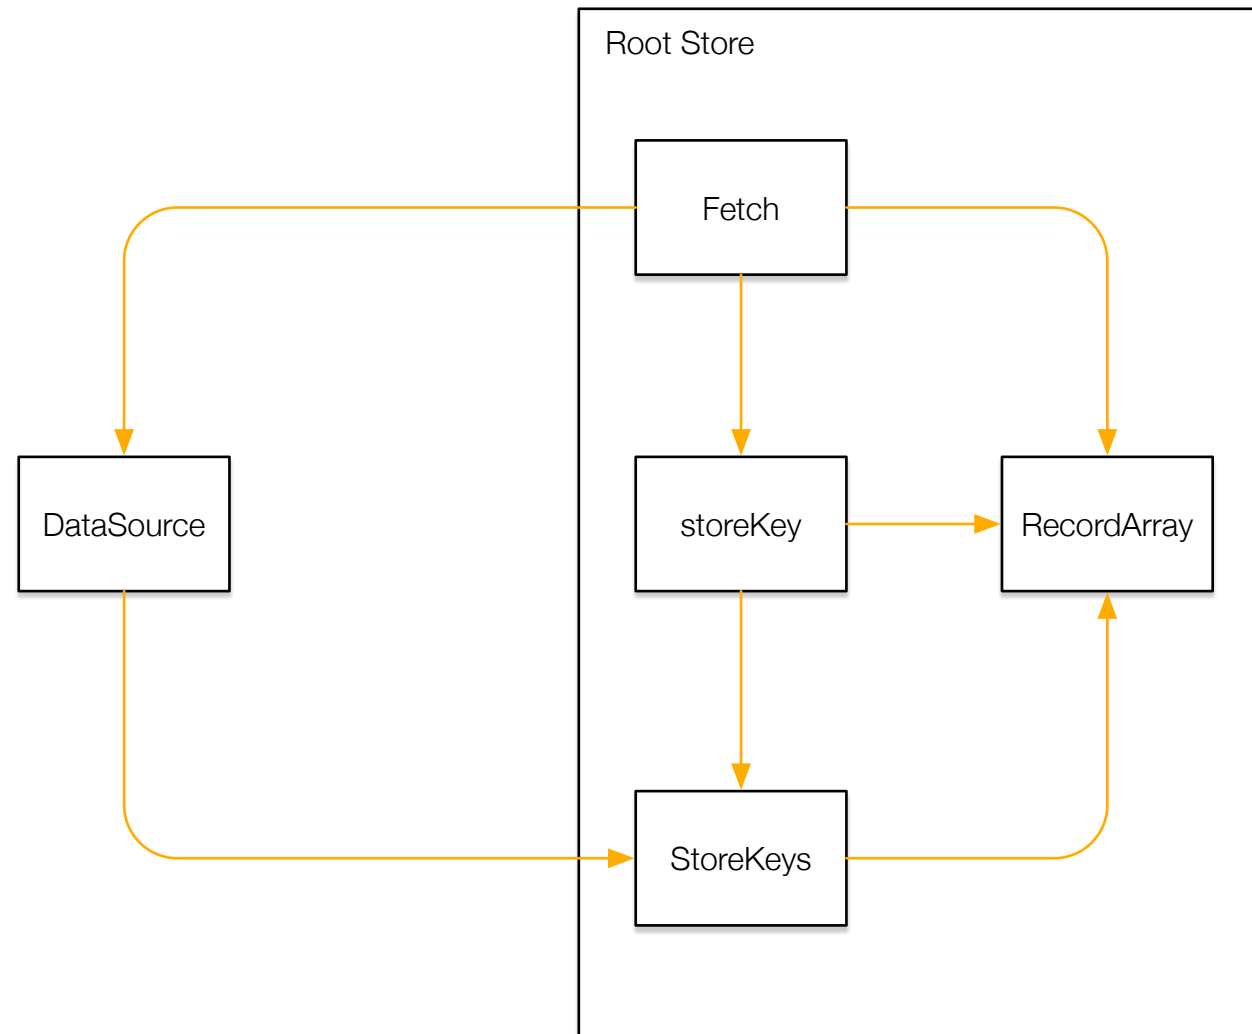 Root Store
Fetch
DataSource
storeKey
RecordArray
StoreKeys